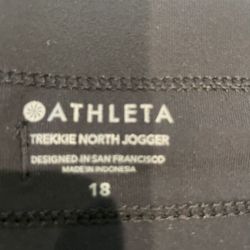 ATHLETA
TREKKIE NORTH JOGGER
DESIGNED IN SAN FRANCISCO
MADE IN INDONESIA
18